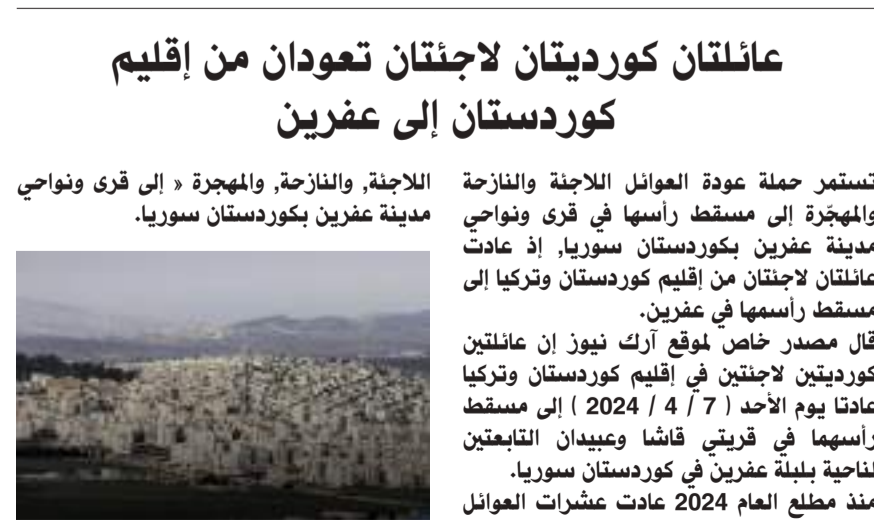 عائلتان كورديتان لاجئتان تعودان من إقليم
كوردستان إلى عفرين
تستمر حملة عودة العوائل اللاجئة والنازحة
والمهجّرة إلى مسقط رأسها في قرى ونواحي
مدينة عفرين بكوردستان سوريا, إذ عادت
عائلتان لاجئتان من إقليم كوردستان وتركيا إلى
مسقط رأسمها في عفرين.
قال مصدر خاص لموقع آرك نيوز إن عائلتين
كورديتين لاجئتين في إقليم كوردستان وتركيا
عادتا يوم الأحد ( 7 / 4 / 2024 ) إلى مسقط
رأسهما في قريتي قاشا وعبيدان التابعتين
لناحية بلبلة عفرين في كوردستان سوريا.
منذ مطلع العام 2024 عادت عشرات العوائل
اللاجئة, والنازحة, والمهجرة « إلى قرى ونواحي
مدينة عفرين بكوردستان سوريا.